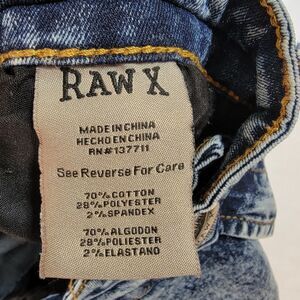 RAW X
MADE IN CHINA
HECHO EN CHINA
RN#137711
See Reverse For Care
70% COTTON
28% POLYESTER
2% SPANDEX
70% ALGODON
28% POLIESTER
2% ELASTANO